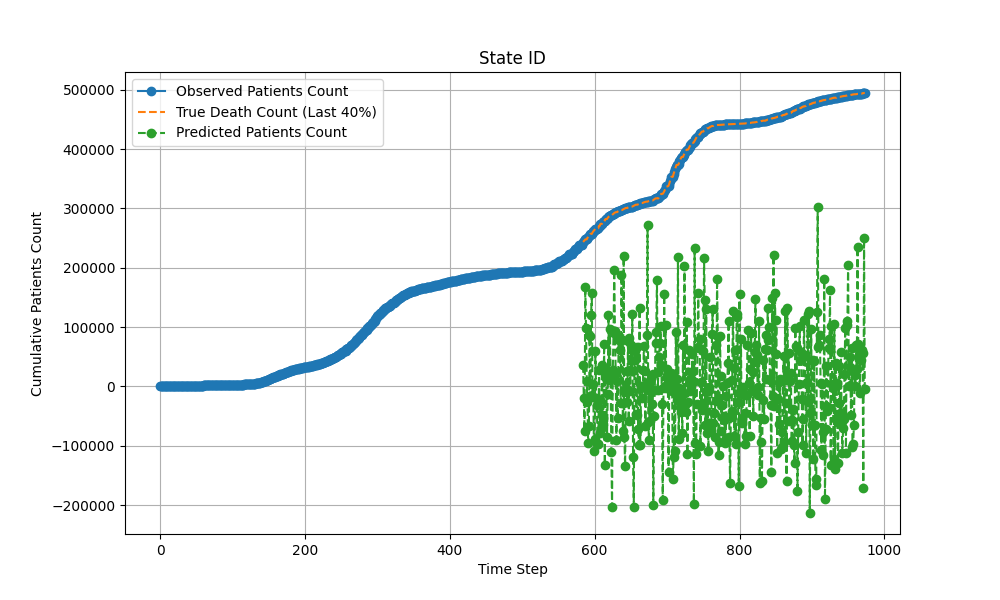 State ID
Observed Patients Count
True Death Count (Last 40%)
Predicted Patients Count
Cumulative Patients Count
500000
400000
300000
200000
100000
0
−100000
−200000
0 200 400 600 800 1000
Time Step